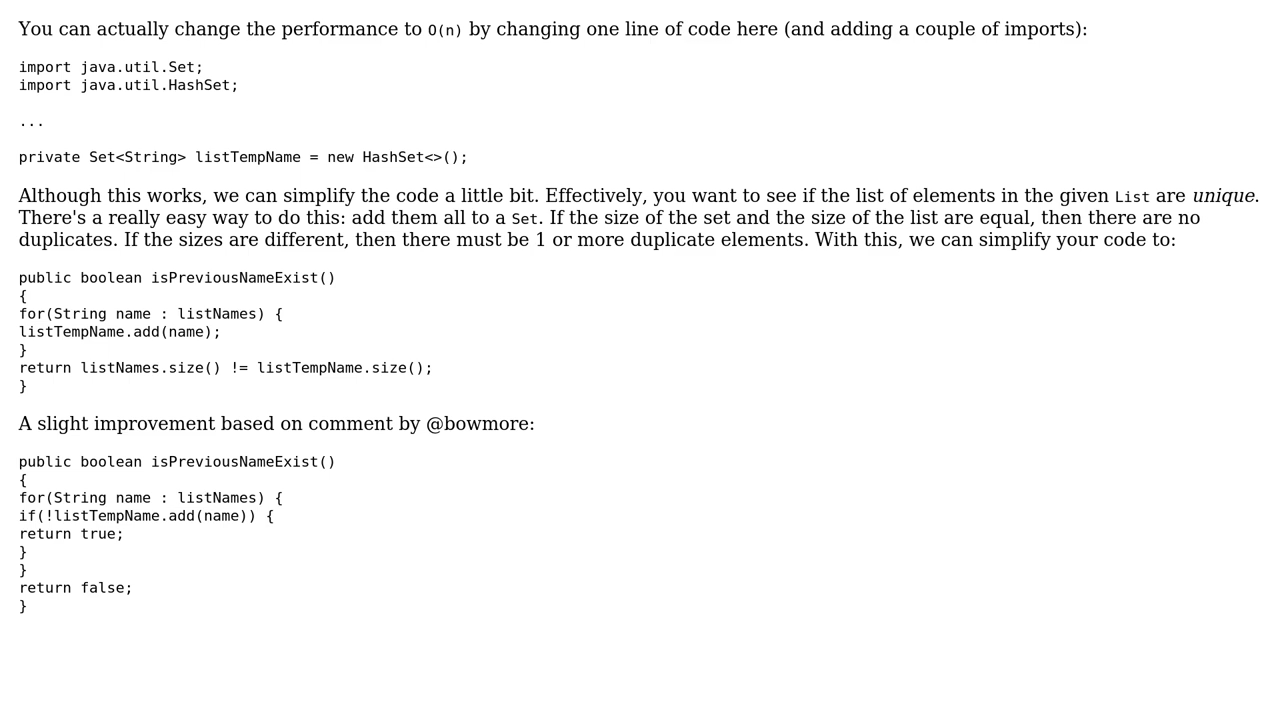 You can actually change the performance to O(n) by changing one line of code here (and adding a couple of imports):
import java.util.Set;
import java.util.HashSet;
...
private Set<String> listTempName = new HashSet<>();
Although this works, we can simplify the code a little bit. Effectively, you want to see if the list of elements in the given List are unique.
There's a really easy way to do this: add them all to a Set. If the size of the set and the size of the list are equal, then there are no
duplicates. If the sizes are different, then there must be 1 or more duplicate elements. With this, we can simplify your code to:
public boolean isPreviousNameExist()
{
for(String name : listNames) {
listTempName.add(name);
}
return listNames.size() != listTempName.size();
}
A slight improvement based on comment by @bowmore:
public boolean isPreviousNameExist()
{
for(String name : listNames) {
if(!listTempName.add(name)) {
return true;
}
}
return false;
}